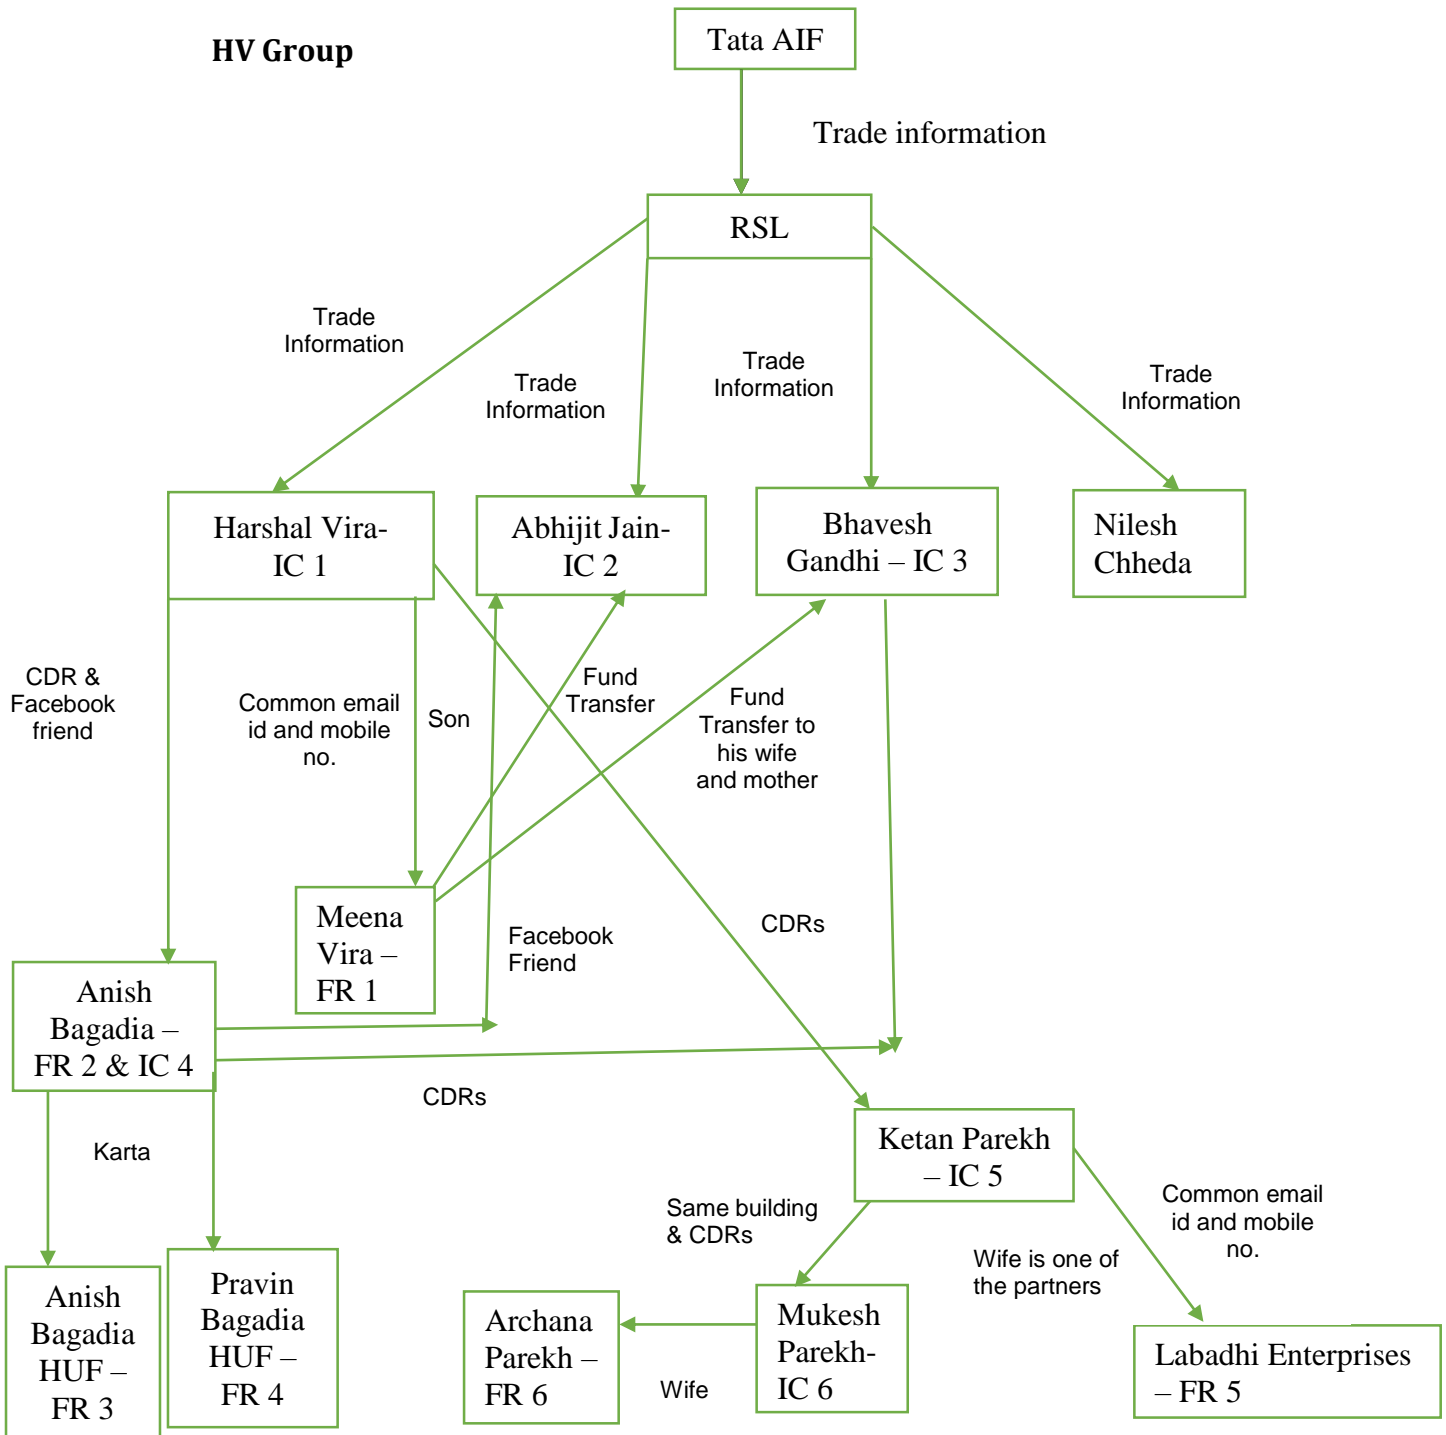 HV Group
Tata AIF
Trade information
RSL
Trade
Information
Trade
Information
Trade
Information
Trade
Information
Harshal Vira-
IC 1
Abhijit Jain-
IC 2
Bhavesh
Gandhi – IC 3
Nilesh
Chheda
CDR &
Facebook
friend
Common email
id and mobile
no.
Son
Fund
Transfer
Fund
Transfer to
his wife
and mother
Meena
Vira –
FR 1
Facebook
Friend
CDRs
Anish
Bagadia –
FR 2 & IC 4
CDRs
Karta
Ketan Parekh
– IC 5
Same building
& CDRs
Common email
id and mobile
no.
Wife is one of
the partners
Anish
Bagadia
HUF –
FR 3
Pravin
Bagadia
HUF –
FR 4
Archana
Parekh –
FR 6
Wife
Mukesh
Parekh-
IC 6
Labadhi Enterprises
– FR 5